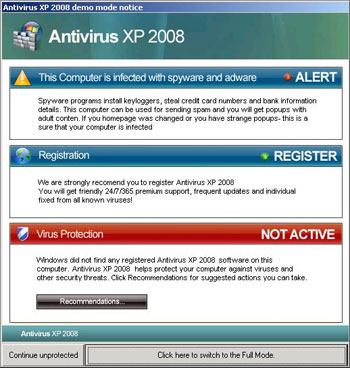 Antivirus XP 2008 demo mode notice
Antivirus XP 2008
This Computer is infected with spyware and adware
ALERT
Spyware programs install keyloggers, steal credit card numbers and bank information
details. This computer can be used for sending spam and you will get popups with
adult conten. If you homepage was changed or you have strange popups- this is a
sure that your computer is infected
Registration
REGISTER
We are strongly recomend you to register Antivirus XP 2008
You will get friendly 24/7/365 premium support, frequent updates and individual
fixed from all known viruses!
Virus Protection
NOT ACTIVE
Windows did not find any registered Antivirus XP 2008 software on this
computer. Antivirus XP 2008 helps protect your computer against viruses and
other security threats. Click Recommendations for suggested actions you can take.
Recommendations...
Antivirus XP 2008
Continue unprotected
Click here to switch to the Full Mode.